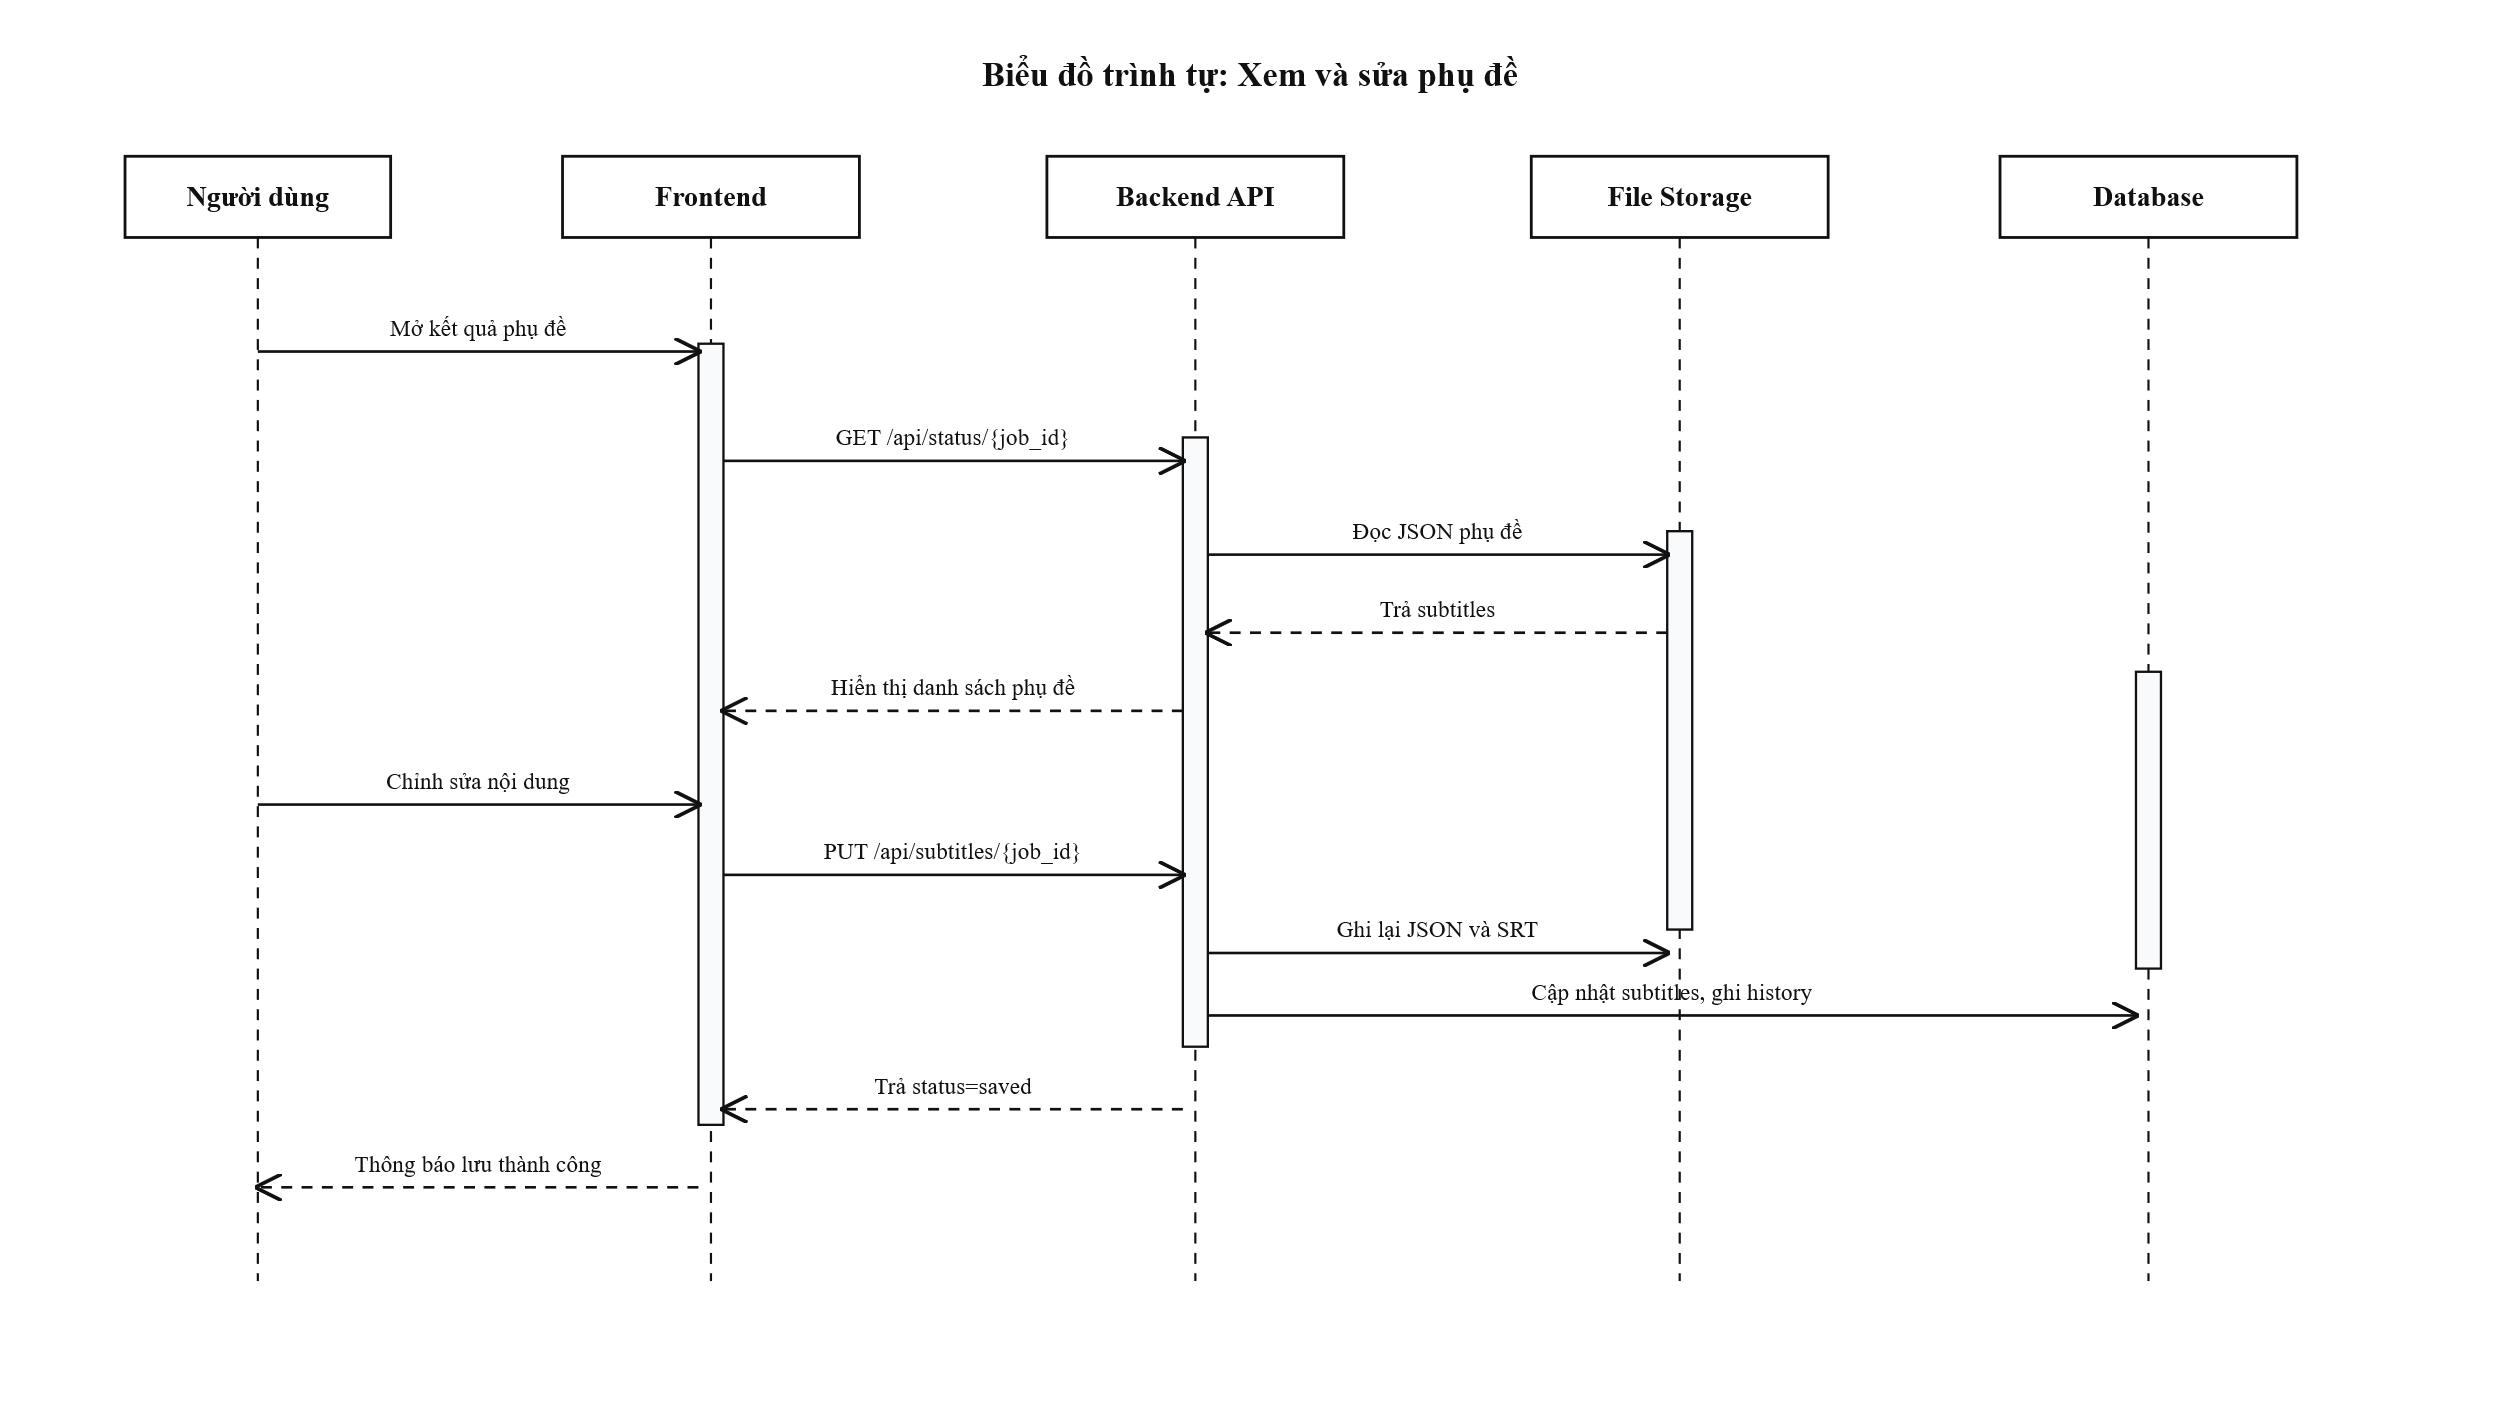 Biểu đồ trình tự: Xem và sửa phụ đề
Người dùng
Frontend
Backend API
File Storage
Database
Mở kết quả phụ đề
GET /api/status/{job_id}
Đọc JSON phụ đề
Trả subtitles
Hiển thị danh sách phụ đề
Chỉnh sửa nội dung
PUT /api/subtitles/{job_id}
Ghi lại JSON và SRT
Cập nhật subtitles, ghi history
Trả status=saved
Thông báo lưu thành công